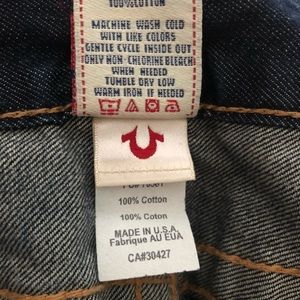 100%COTTON
MACHINE WASH COLD
WITH LIKE COLORS
GENTLE CYCLE INSIDE OUT
ONLY NON-CHLORINE BLEACH
WHEN NEEDED
TUMBLE DRY LOW
WARM IRON IF NEEDED
100% Cotton
100% Coton
MADE IN U.S.A.
Fabrique AU EUA
CA#30427